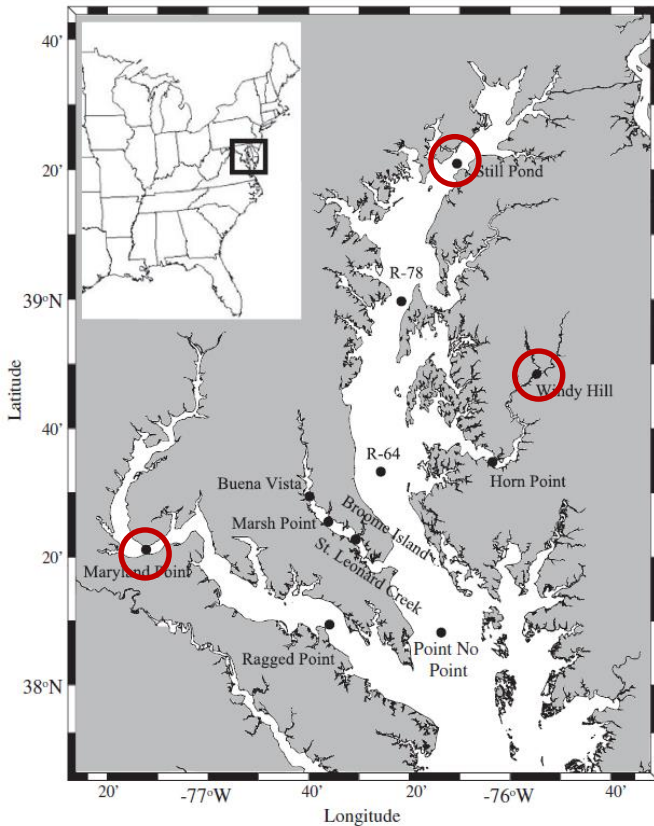 40'
20'
Still Pond
R-78
39°N
Windy Hill
Latitude
40'
R-64
Horn Point
Buena Vista
Broome Island
Marsh Point
St. Leonard Creek
20'
Maryland Point
Ragged Point
Point No
Point
38°N
20'
-77°W
40'
20'
-76°W
40'
Longitude